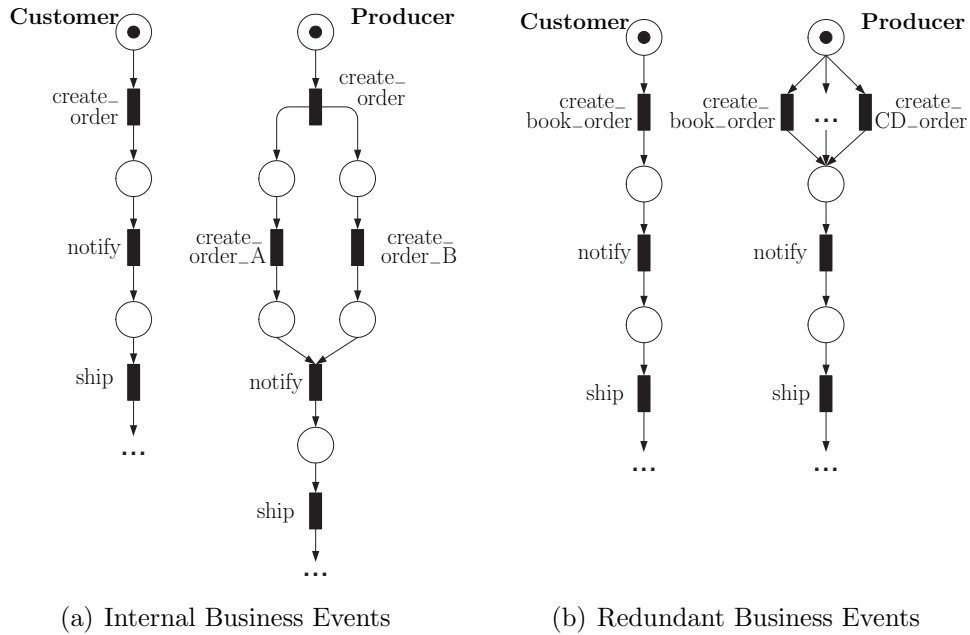 Customer
Producer
create_
order
create_
order
notify
create_
order_A
create_
order_B
ship
notify
...
ship
...
(a) Internal Business Events
Customer
Producer
create_
book_order
create_
book_order
...
create_
CD_order
notify
notify
ship
ship
...
...
(b) Redundant Business Events